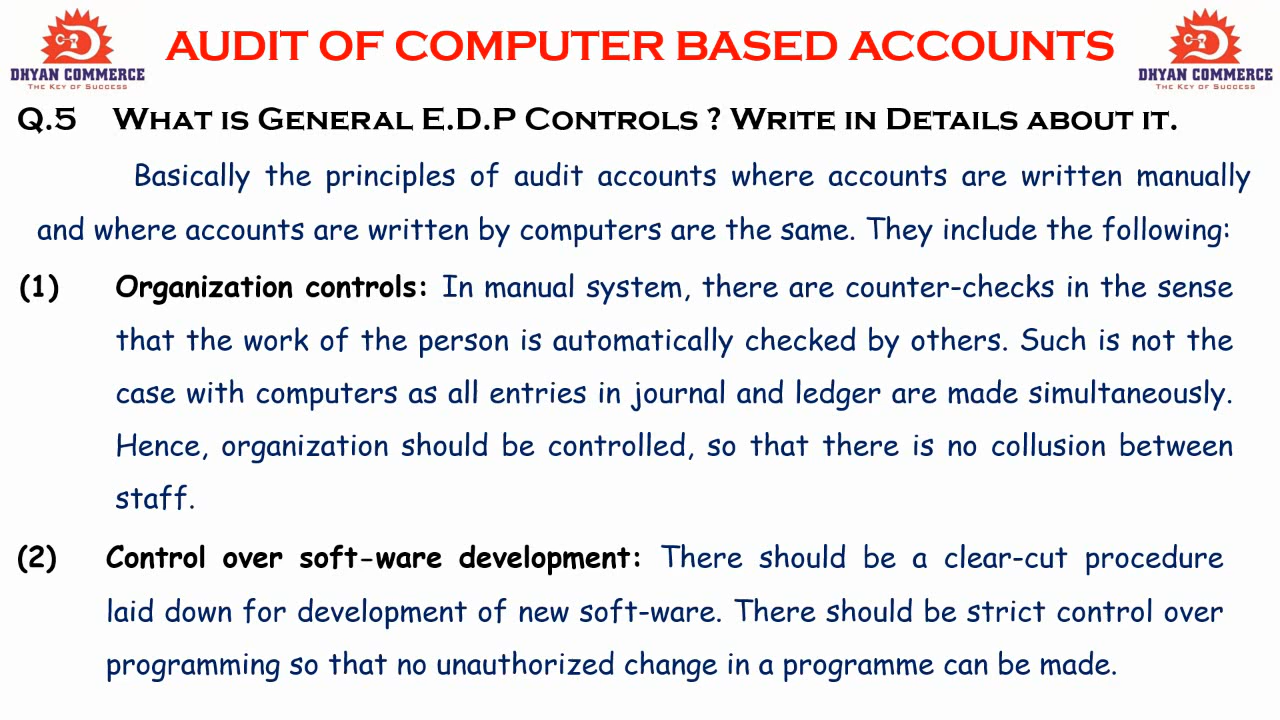 AUDIT OF COMPUTER BASED ACCOUNTS
DHYAN COMMERCE
The Key of Success
DHYAN COMMERCE
The Key of Success
Q.5 What is General E.D.P Controls ? Write in Details about it.
Basically the principles of audit accounts where accounts are written manually
and where accounts are written by computers are the same. They include the following:
(1) Organization controls: In manual system, there are counter-checks in the sense
that the work of the person is automatically checked by others. Such is not the
case with computers as all entries in journal and ledger are made simultaneously.
Hence, organization should be controlled, so that there is no collusion between
staff.
(2) Control over soft-ware development: There should be a clear-cut procedure
laid down for development of new soft-ware. There should be strict control over
programming so that no unauthorized change in a programme can be made.